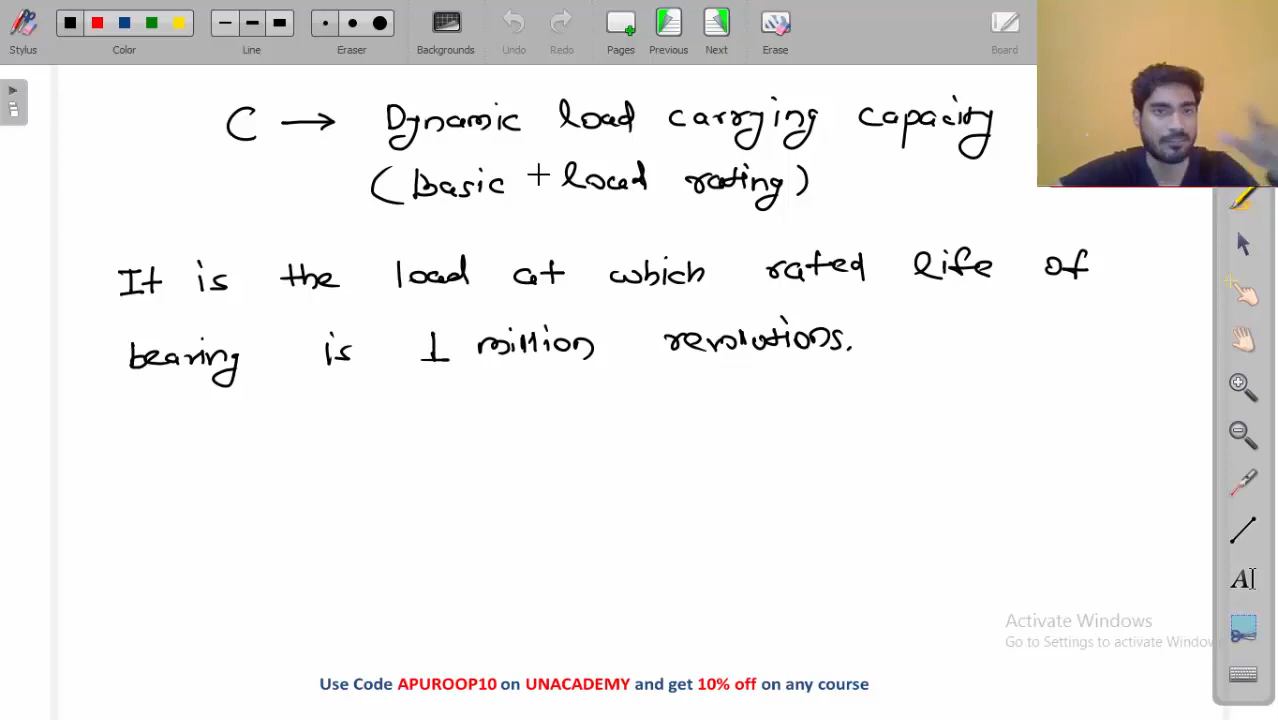 Stylus Color Line Eraser Backgrounds Undo Redo Pages Previous Next Erase Board
C → Dynamic load carrying capacity
(Basic + load rating)
It is the load at which rated life of
bearing is 1 million revolutions.
Activate Windows
Go to Settings to activate Windows
Use Code APUROOP10 on UNACADEMY and get 10% off on any course